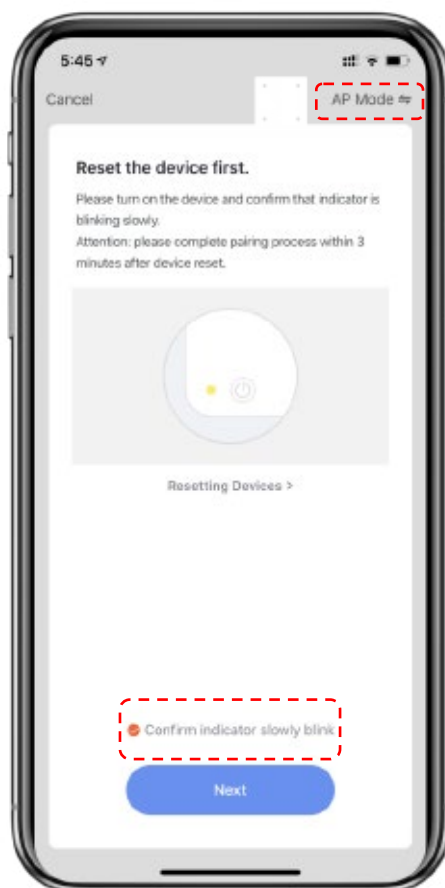 5:45
Cancel
AP Mode
Reset the device first.
Please turn on the device and confirm that indicator is
blinking slowly.
Attention: please complete pairing process within 3
minutes after device reset.
Resetting Devices >
Confirm indicator slowly blink
Next